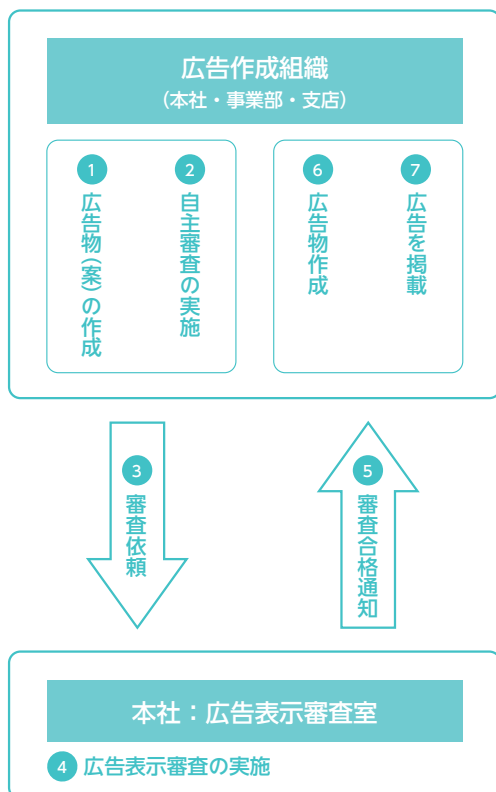 広告作成組織
（本社・事業部・支店）
1
広告物（案）の作成
2
自主審査の実施
6
広告物作成
7
広告を掲載
3
審査依頼
5
審査合格通知
本社：広告表示審査室
4 広告表示審査の実施